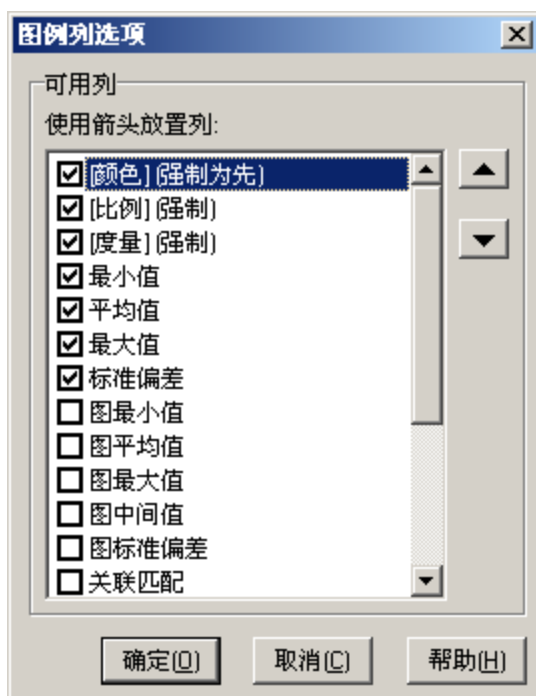 图例列选项
可用列
使用箭头放置列:
[颜色] (强制为先)
[比例] (强制)
[度量] (强制)
最小值
平均值
最大值
标准偏差
图最小值
图平均值
图最大值
图中间值
图标准偏差
关联匹配
确定(O) 取消(C) 帮助(H)